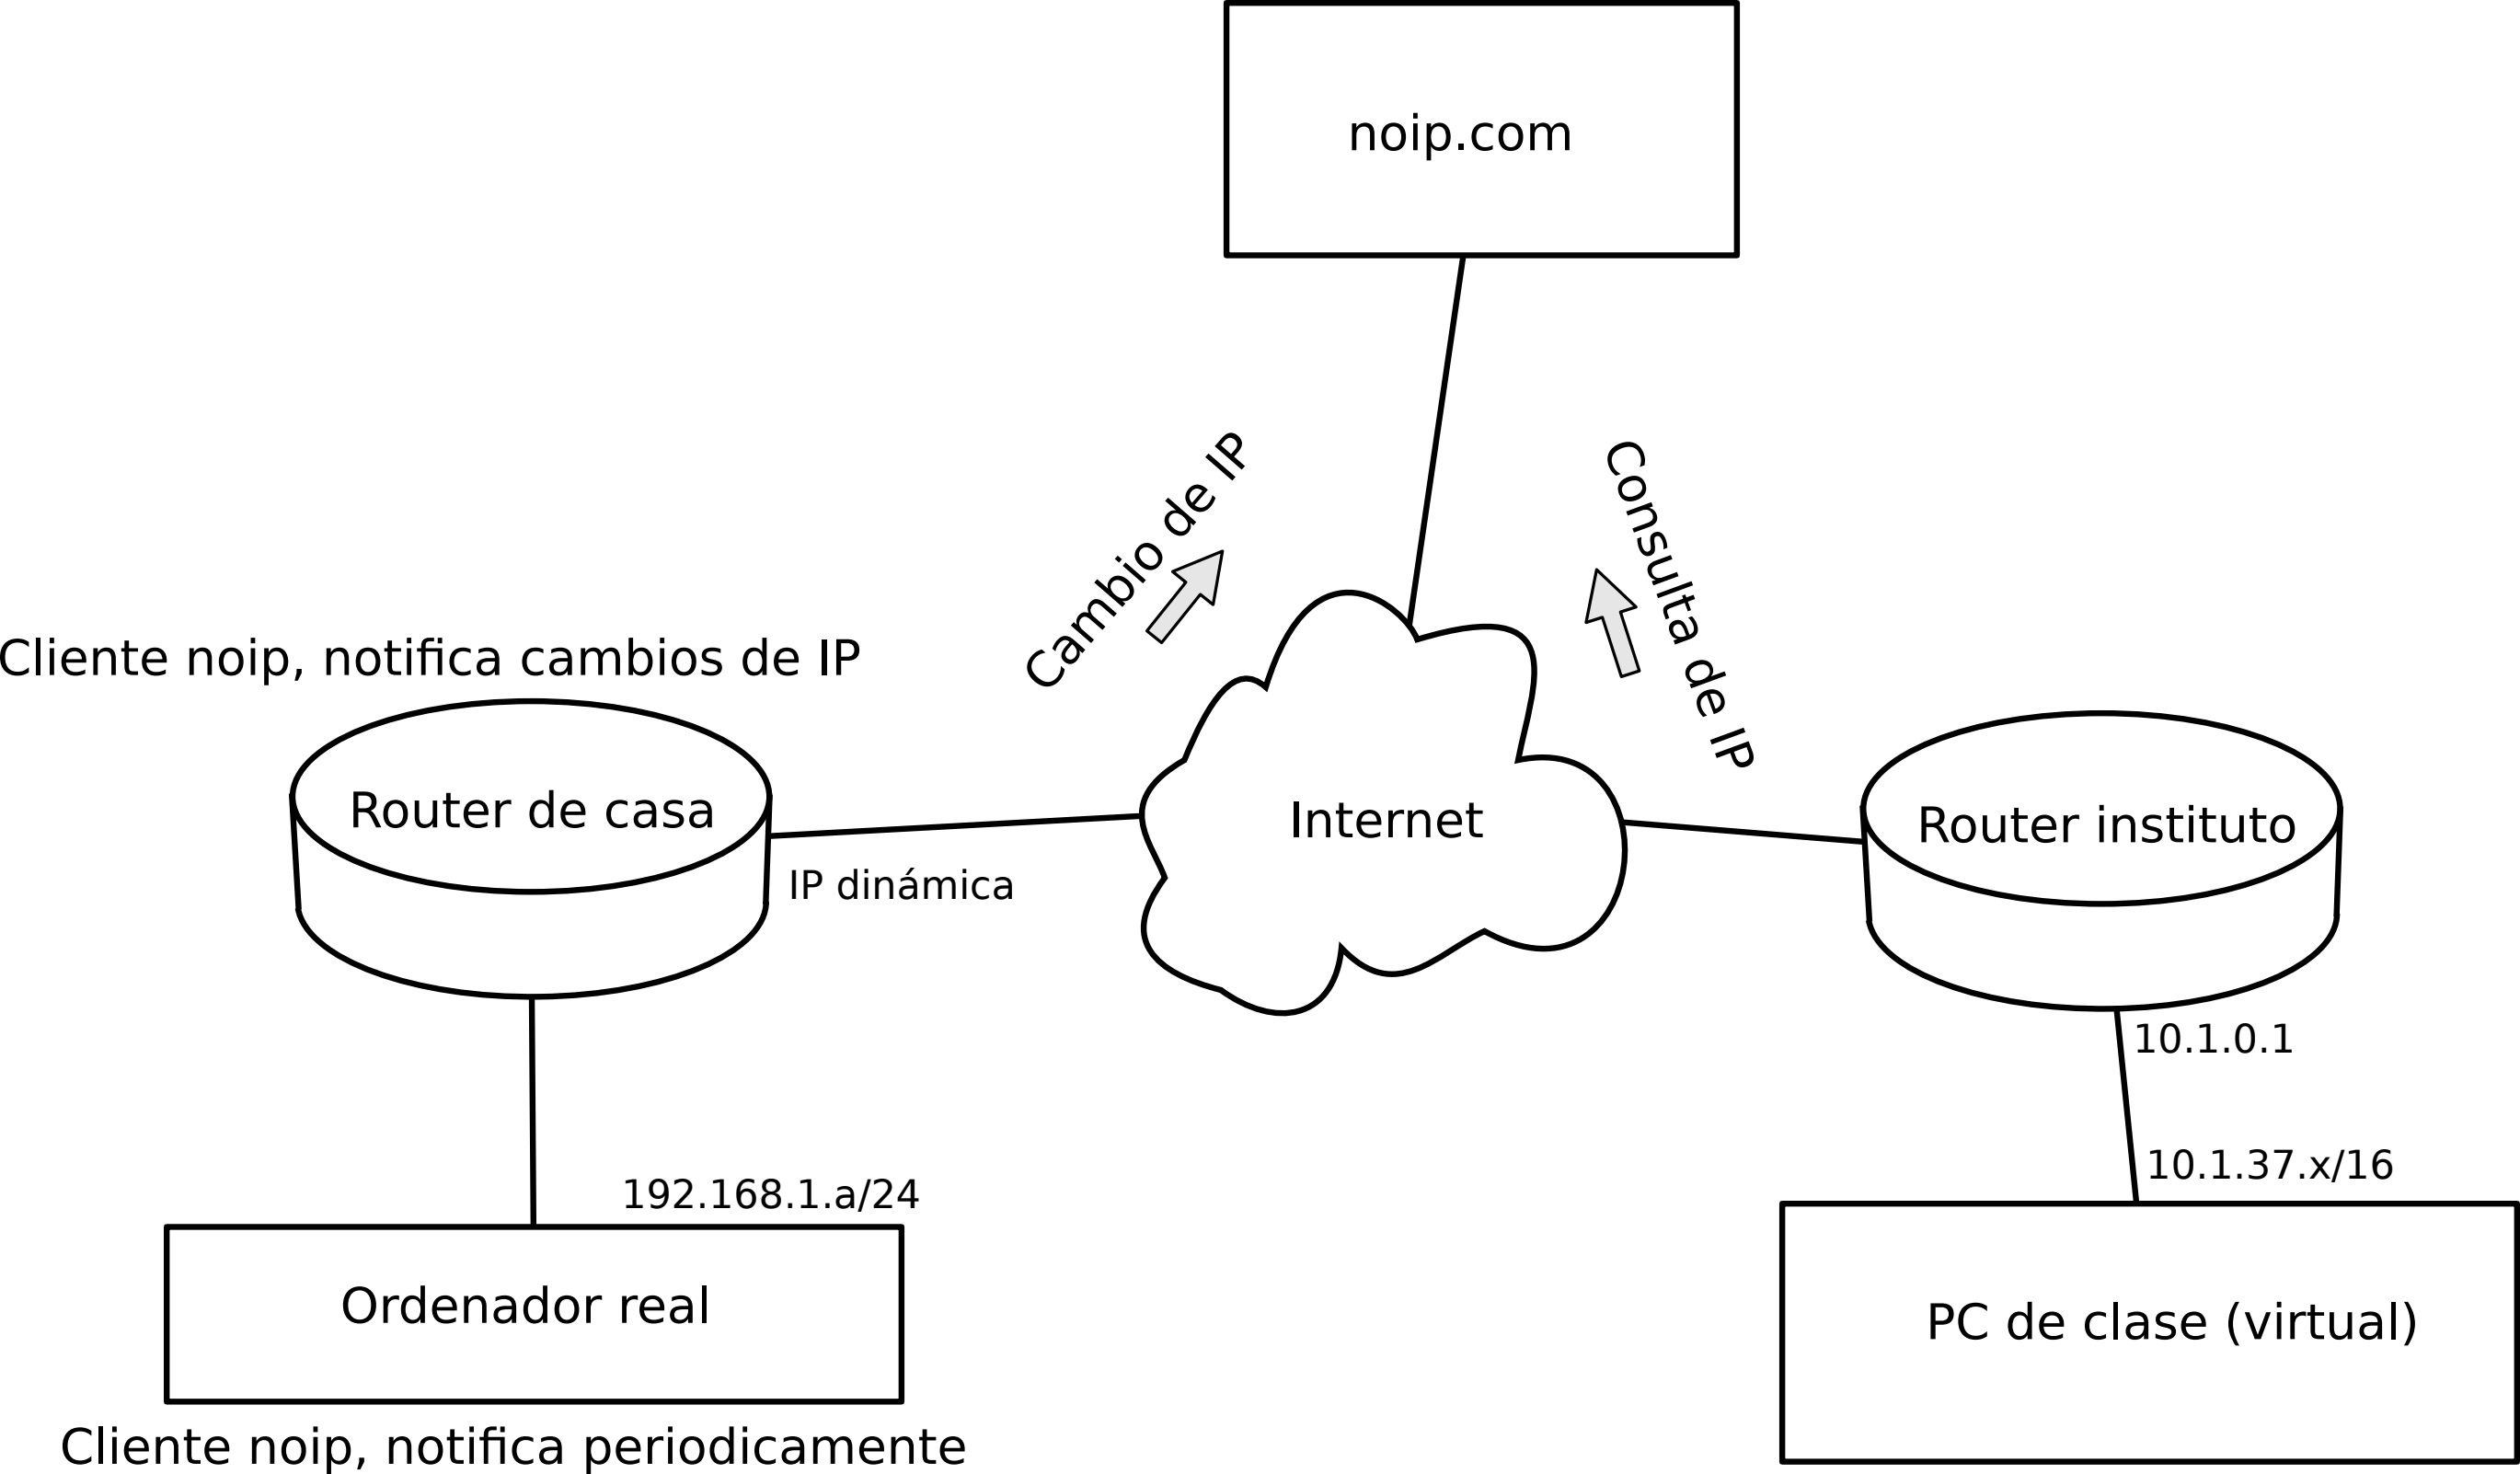 noip.com
Cambio de IP
Consulta de IP
Cliente noip, notifica cambios de IP
Router de casa
Internet
Router instituto
IP dinámica
10.1.0.1
10.1.37.x/16
192.168.1.a/24
Ordenador real
PC de clase (virtual)
Cliente noip, notifica periodicamente